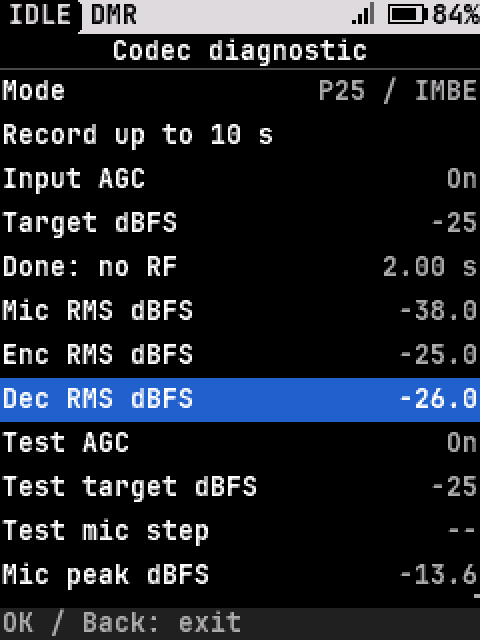 IDLE DMR 84%
Codec diagnostic
Mode P25 / IMBE
Record up to 10 s
Input AGC On
Target dBFS -25
Done: no RF 2.00 s
Mic RMS dBFS -38.0
Enc RMS dBFS -25.0
Dec RMS dBFS -26.0
Test AGC On
Test target dBFS -25
Test mic step --
Mic peak dBFS -13.6
OK / Back: exit